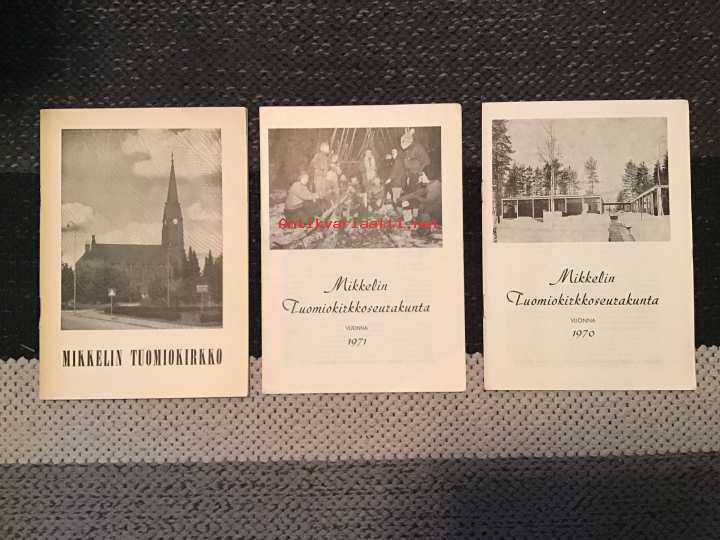 MIKKELIN TUOMIOKIRKKO
Antikvariaatti.net
Mikkelin
Tuomiokirkkoseurakunta
VUONNA
1971
Mikkelin
Tuomiokirkkoseurakunta
VUONNA
1970